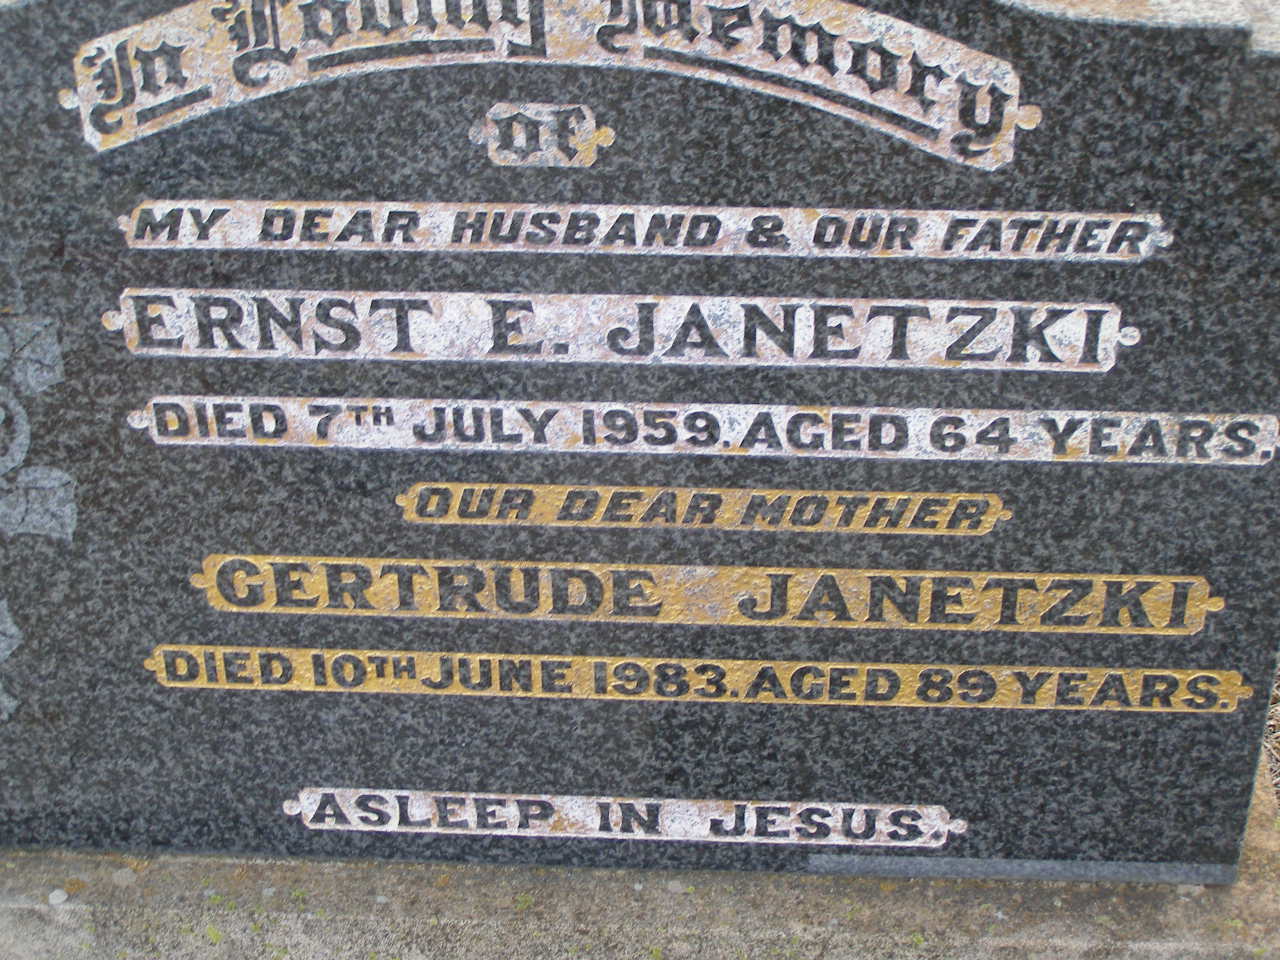 In Loving Memory
of
MY DEAR HUSBAND & OUR FATHER
ERNST E. JANETZKI
DIED 7TH JULY 1959. AGED 64 YEARS.
OUR DEAR MOTHER
GERTRUDE JANETZKI
DIED 10TH JUNE 1983. AGED 89 YEARS.
ASLEEP IN JESUS.